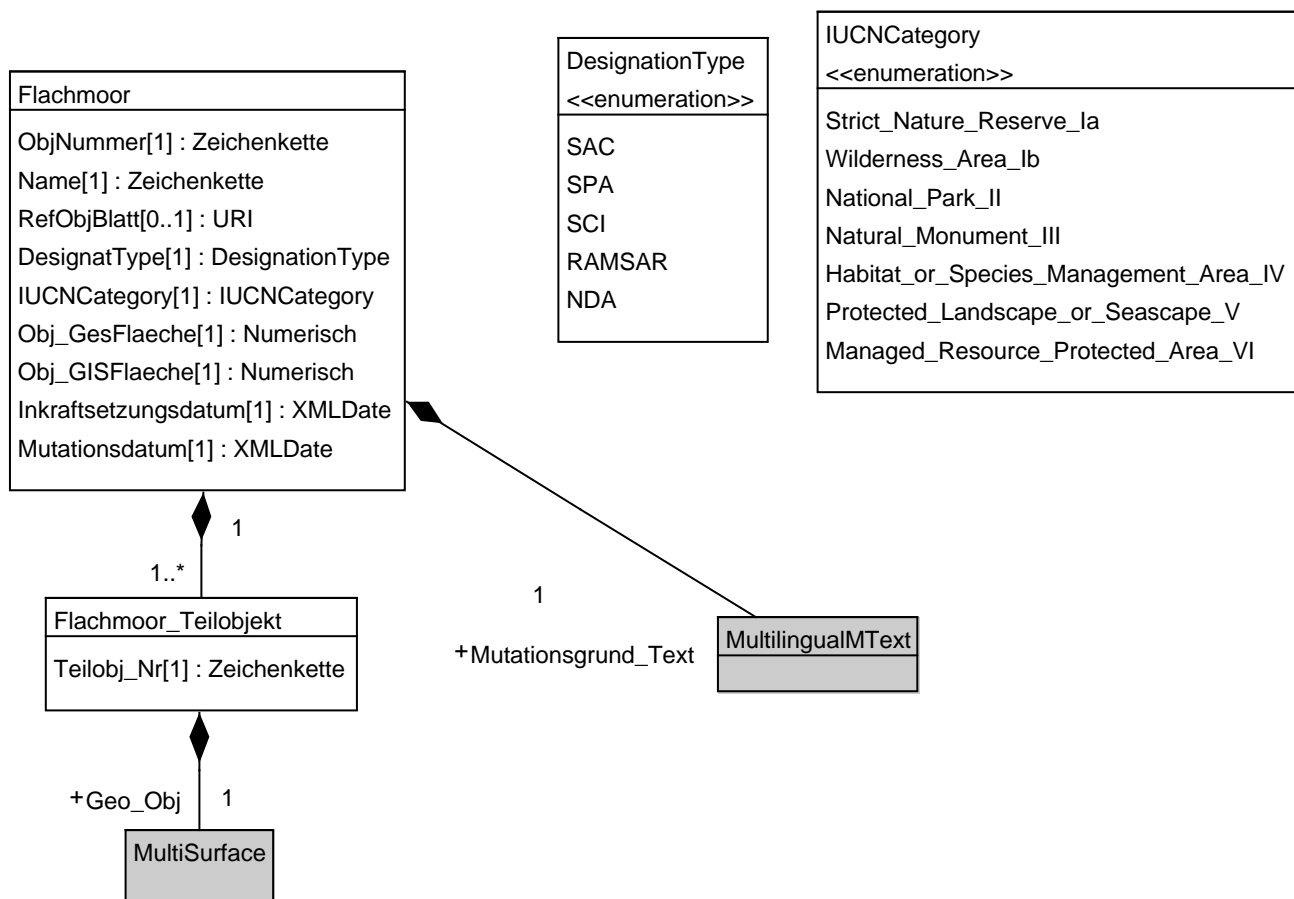 Flachmoor
ObjNummer[1] : Zeichenkette
Name[1] : Zeichenkette
RefObjBlatt[0..1] : URI
DesignatType[1] : DesignationType
IUCNCategory[1] : IUCNCategory
Obj_GesFlaeche[1] : Numerisch
Obj_GISFlaeche[1] : Numerisch
Inkraftsetzungsdatum[1] : XMLDate
Mutationsdatum[1] : XMLDate
DesignationType
<<enumeration>>
SAC
SPA
SCI
RAMSAR
NDA
IUCNCategory
<<enumeration>>
Strict_Nature_Reserve_Ia
Wilderness_Area_Ib
National_Park_II
Natural_Monument_III
Habitat_or_Species_Management_Area_IV
Protected_Landscape_or_Seascape_V
Managed_Resource_Protected_Area_VI
1
1..*
Flachmoor_Teilobjekt
Teilobj_Nr[1] : Zeichenkette
1
+Mutationsgrund_Text
MultilingualMText
+Geo_Obj
1
MultiSurface